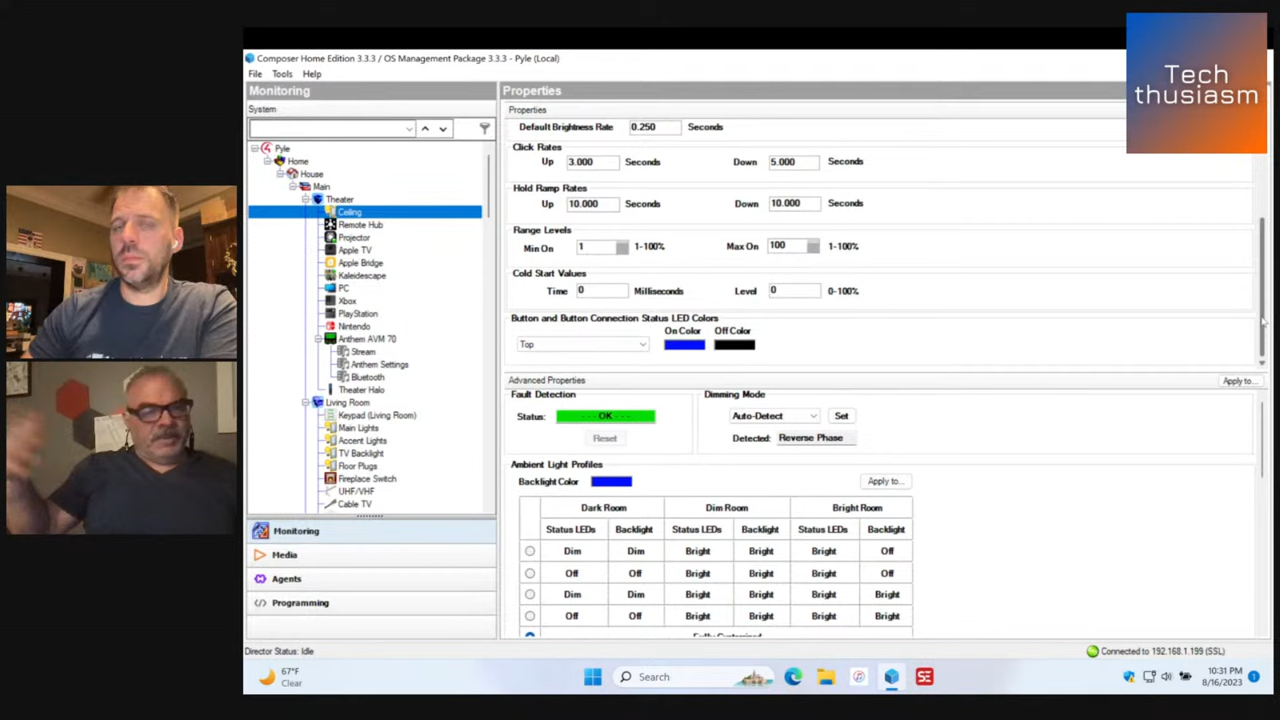 Tech
thusiasm
Composer Home Edition 3.3.3 / OS Management Package 3.3.3 - Pyle (Local)
File Tools Help
Monitoring
System
Pyle
Home
House
Main
Theater
Ceiling
Remote Hub
Projector
Apple TV
Apple Bridge
Kaleidescape
PC
Xbox
PlayStation
Nintendo
Anthem AVM 70
Stream
Anthem Settings
Bluetooth
Theater Halo
Living Room
Keypad (Living Room)
Main Lights
Accent Lights
TV Backlight
Floor Plugs
Fireplace Switch
UHF/VHF
Cable TV
Monitoring
Media
Agents
Programming
Properties
Properties
Default Brightness Rate 0.250 Seconds
Click Rates
Up 3.000 Seconds Down 5.000 Seconds
Hold Ramp Rates
Up 10.000 Seconds Down 10.000 Seconds
Range Levels
Min On 1 1-100% Max On 100 1-100%
Cold Start Values
Time 0 Milliseconds Level 0 0-100%
Button and Button Connection Status LED Colors
On Color Off Color
Top
Advanced Properties Apply to...
Fault Detection Dimming Mode
Status: - - - OK - - - Auto-Detect Set
Reset Detected: Reverse Phase
Ambient Light Profiles
Backlight Color Apply to...
Dark Room Dim Room Bright Room
Status LEDs Backlight Status LEDs Backlight Status LEDs Backlight
Dim Dim Bright Bright Bright Off
Off Off Bright Bright Bright Off
Dim Dim Bright Bright Bright Bright
Off Off Bright Bright Bright Bright
Fully Customized
Director Status: Idle Connected to 192.168.1.199 (SSL)
67°F
Clear
Search
SE
10:31 PM
8/16/2023
1